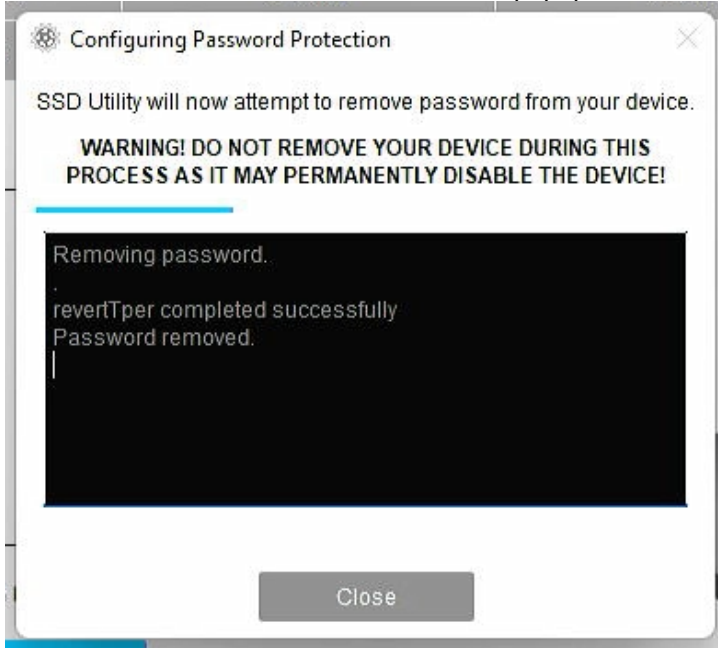 Configuring Password Protection
SSD Utility will now attempt to remove password from your device.
WARNING! DO NOT REMOVE YOUR DEVICE DURING THIS
PROCESS AS IT MAY PERMANENTLY DISABLE THE DEVICE!
Removing password.
.
revertTper completed successfully
Password removed.
Close